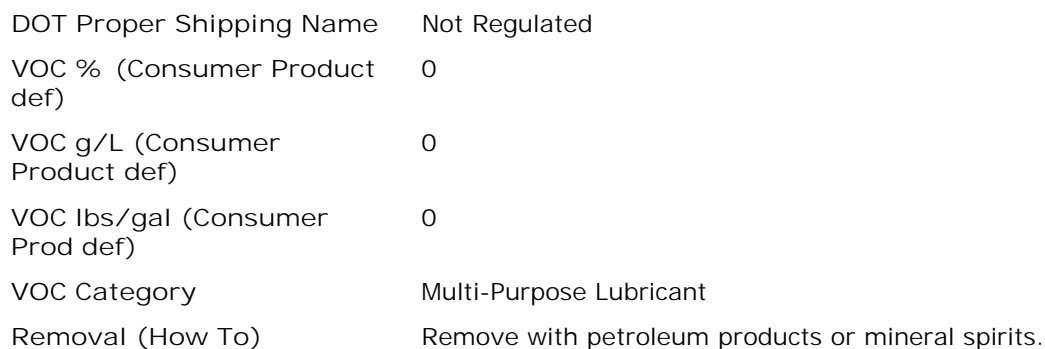 DOT Proper Shipping Name Not Regulated
VOC % (Consumer Product 0
def)
VOC g/L (Consumer 0
Product def)
VOC lbs/gal (Consumer 0
Prod def)
VOC Category Multi-Purpose Lubricant
Removal (How To) Remove with petroleum products or mineral spirits.